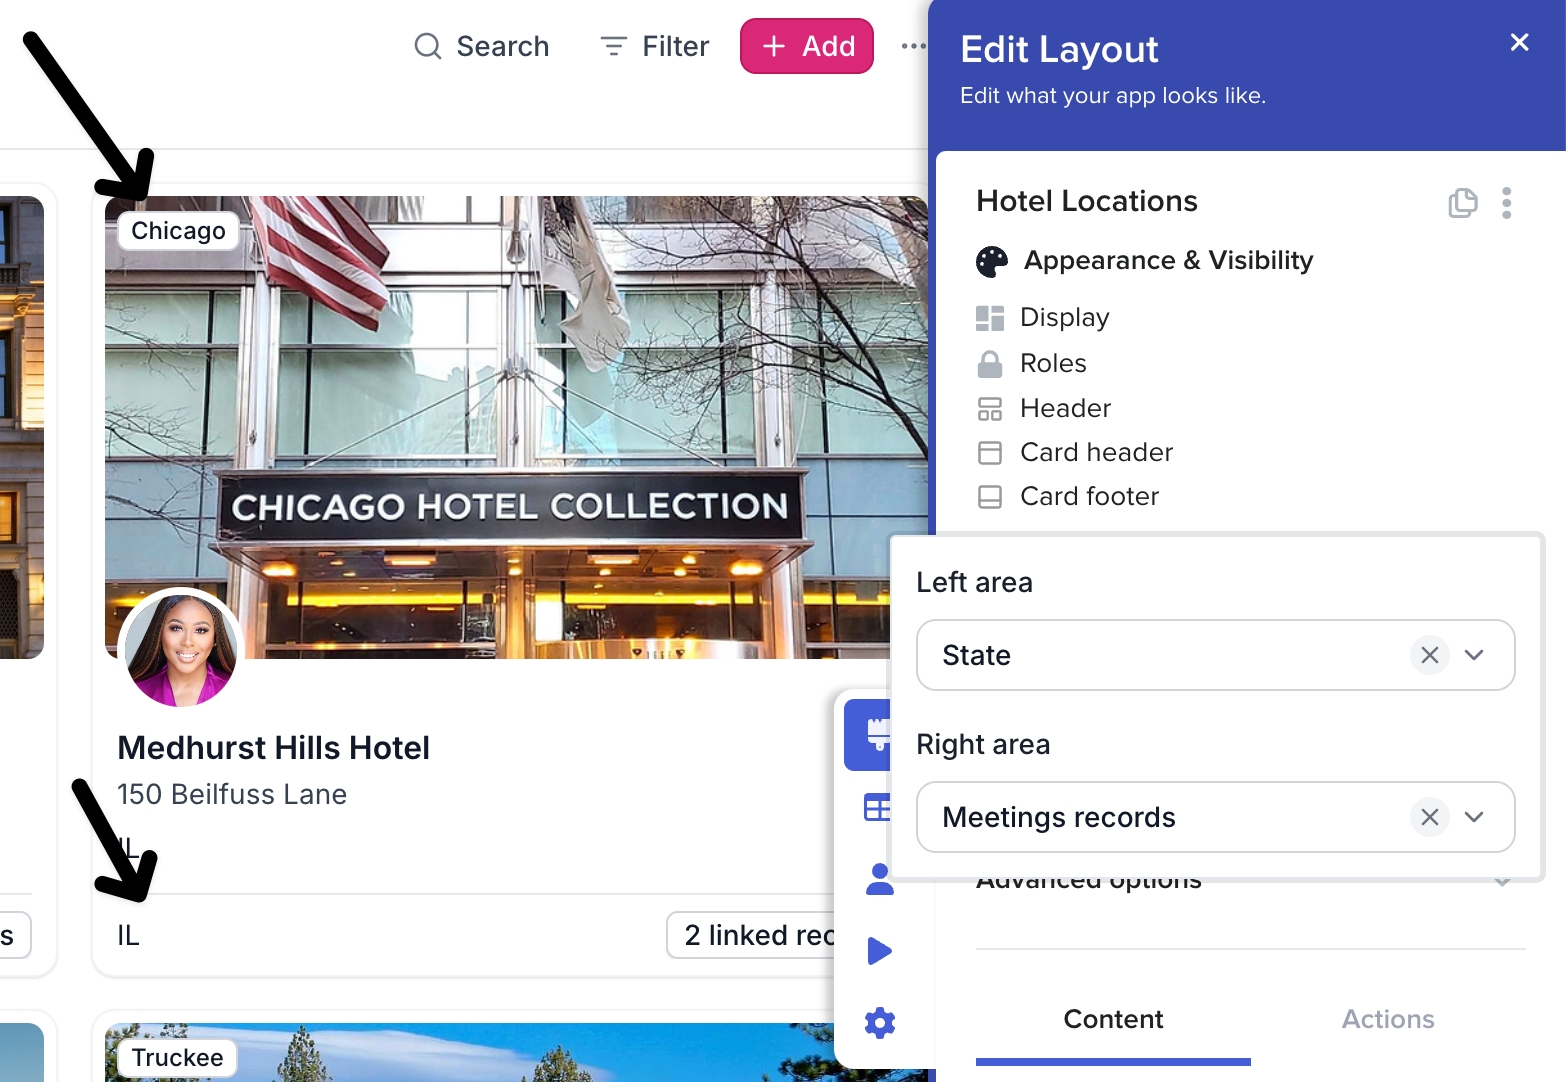 Search
Filter
+ Add
Edit Layout
Edit what your app looks like.
Chicago
CHICAGO HOTEL COLLECTION
Medhurst Hills Hotel
150 Beilfuss Lane
IL
s
IL
2 linked rec
Truckee
Hotel Locations
Appearance & Visibility
Display
Roles
Header
Card header
Card footer
Left area
State
Right area
Meetings records
Advanced options
Content
Actions